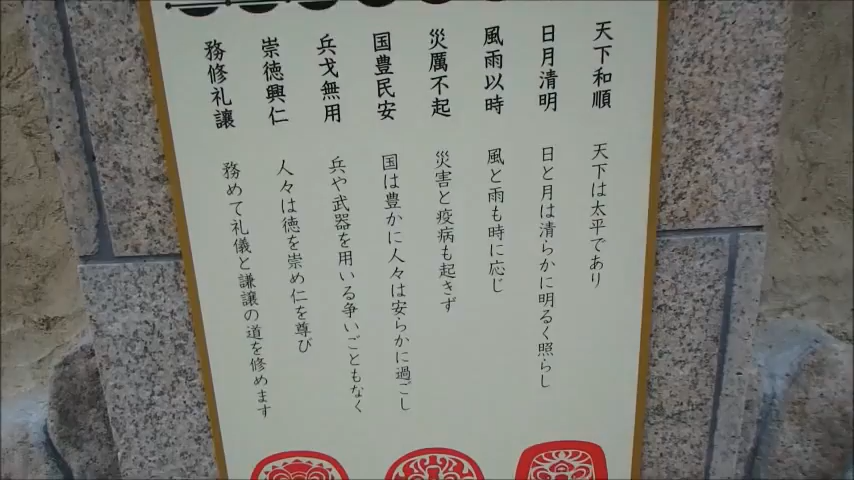 天下和順 天下は太平であり
日月清明 日と月は清らかに明るく照らし
風雨以時 風と雨も時に応じ
災厲不起 災害と疫病も起きず
国豊民安 国は豊かに人々は安らかに過ごし
兵戈無用 兵や武器を用いる争いごともなく
崇徳興仁 人々は徳を崇め仁を尊び
務修礼讓 務めて礼儀と謙譲の道を修めます